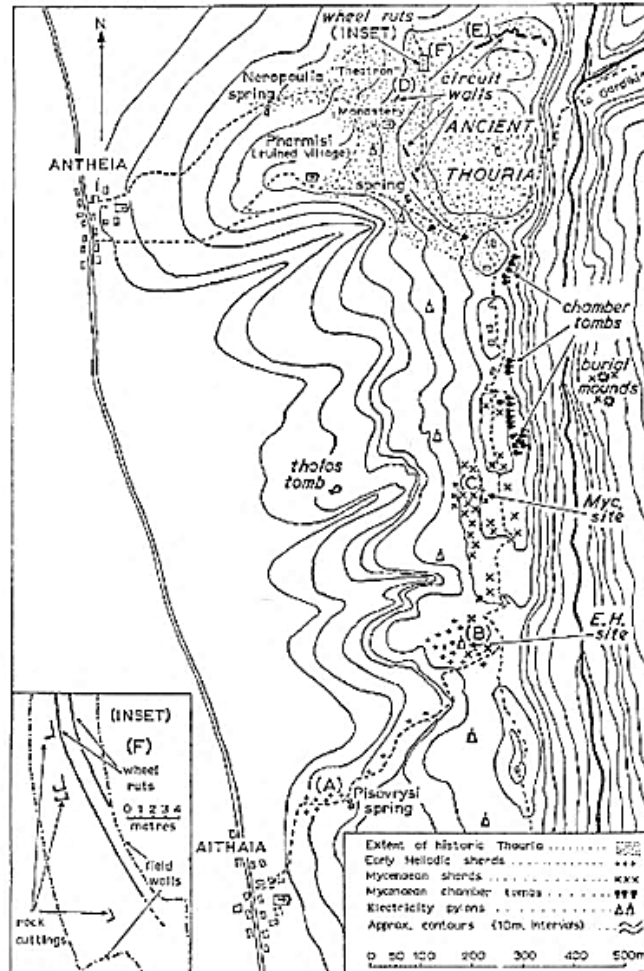 N
wheel ruts
(INSET)
(E)
(F)
Neropoulia
spring
Theatron
(D)
circuit
walls
Monastery
ANCIENT
THOURIA
Pharmisi
(ruined village)
spring
ANTHEIA
chamber
tombs
burial
mounds
tholos
tomb
(C)
Myc.
site
(B)
E.H.
site
(A)
Pisovrysi
spring
AITHAIA
(INSET)
(F)
wheel
ruts
0 1 2 3 4
metres
field
walls
rock
cuttings
Extent of historic Thouria
Early Helladic sherds
Mycenaean sherds
Mycenaean chamber tombs
Electricity pylons
Approx. contours (10m. intervals)
0 100 200 300 400 500m